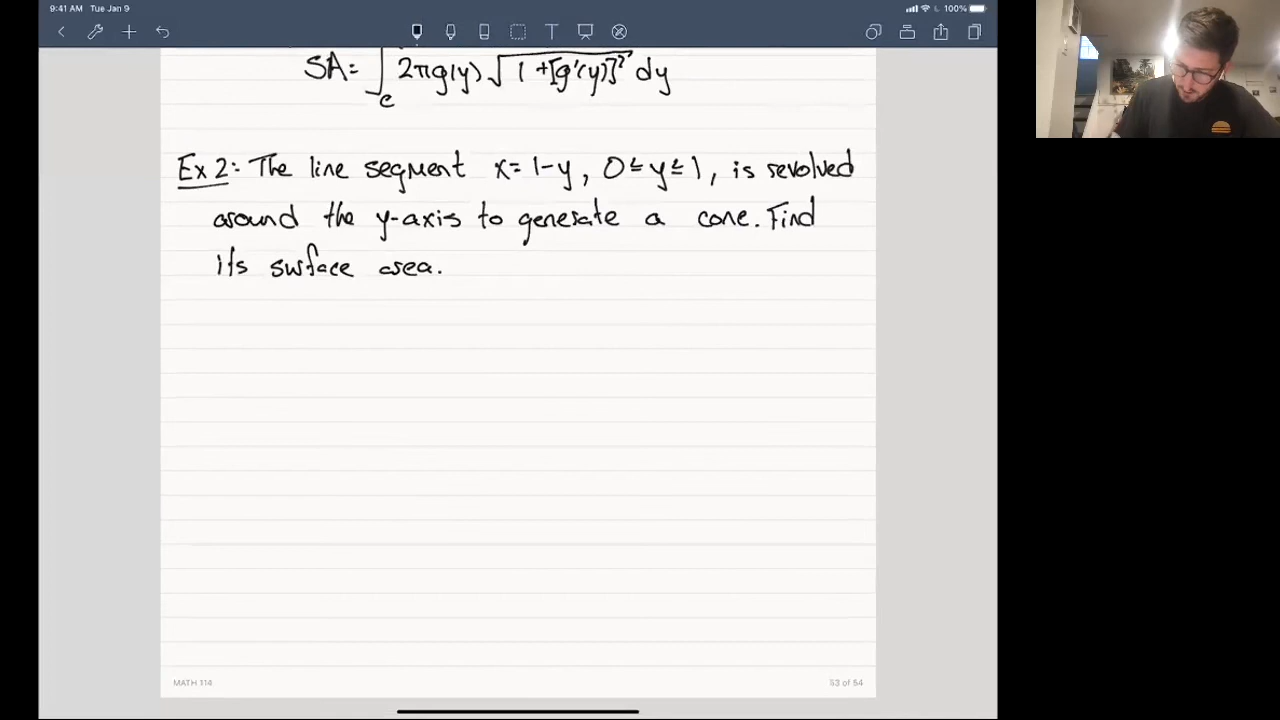 9:41 AM Tue Jan 9
100%
SA = ∫c 2πg(y) √1+[g'(y)]² dy
Ex 2: The line segment x=1-y, 0≤y≤1, is revolved
around the y-axis to generate a cone. Find
its surface area.
MATH 114
53 of 54